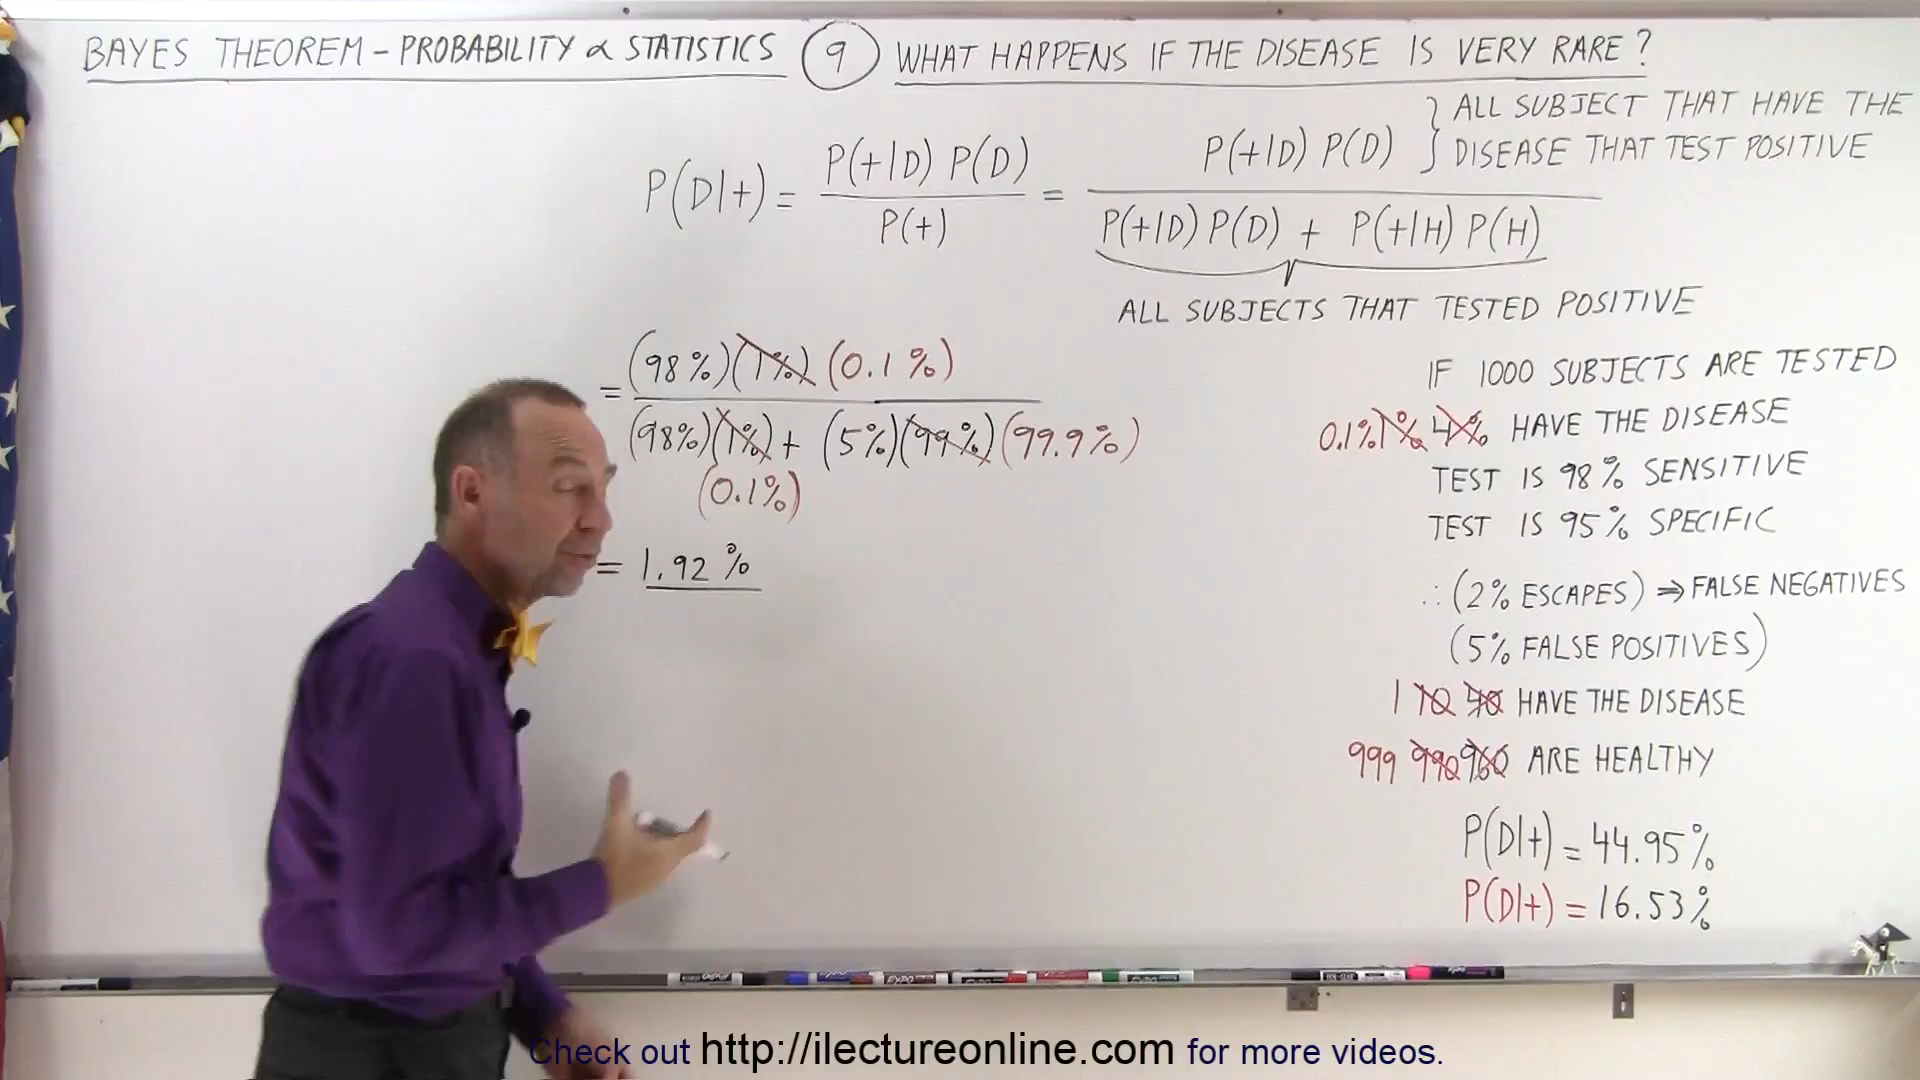 BAYES THEOREM - PROBABILITY & STATISTICS 9 WHAT HAPPENS IF THE DISEASE IS VERY RARE?
P(D|+) = P(+|D) P(D) / P(+) = P(+|D) P(D) / P(+|D) P(D) + P(+|H) P(H)
} ALL SUBJECT THAT HAVE THE
DISEASE THAT TEST POSITIVE
ALL SUBJECTS THAT TESTED POSITIVE
= (98%)(1%)(0.1%)
(98%)(1%) + (5%)(99%)(99.9%)
(0.1%)
= 1.92%
IF 1000 SUBJECTS ARE TESTED
0.1% 1% 4% HAVE THE DISEASE
TEST IS 98% SENSITIVE
TEST IS 95% SPECIFIC
∴ (2% ESCAPES) ⇒ FALSE NEGATIVES
(5% FALSE POSITIVES)
1 10 40 HAVE THE DISEASE
999 990 960 ARE HEALTHY
P(D|+) = 44.95%
P(D|+) = 16.53%
Check out http://ilectureonline.com for more videos.